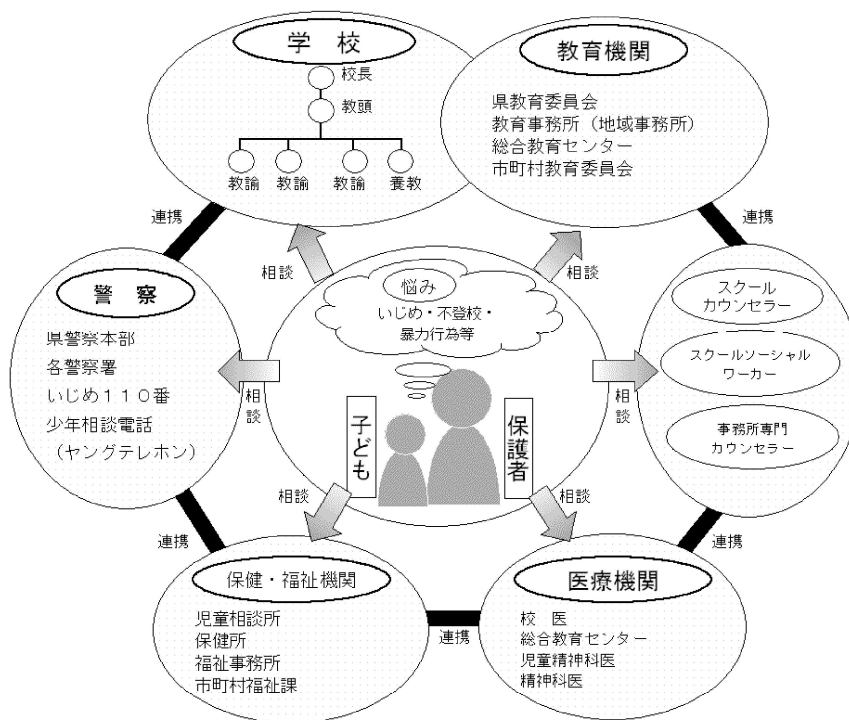 学　校
校長
教頭
教諭
教諭
教諭
養教
教育機関
県教育委員会
教育事務所（地域事務所）
総合教育センター
市町村教育委員会
連携
連携
相談
相談
警　察
県警察本部
各警察署
いじめ１１０番
少年相談電話
（ヤングテレホン）
相談
悩み
いじめ・不登校・
暴力行為等
子ども
保護者
相談
スクール
カウンセラー
スクールソーシャル
ワーカー
事務所専門
カウンセラー
相談
相談
連携
連携
保健・福祉機関
児童相談所
保健所
福祉事務所
市町村福祉課
連携
医療機関
校　医
総合教育センター
児童精神科医
精神科医